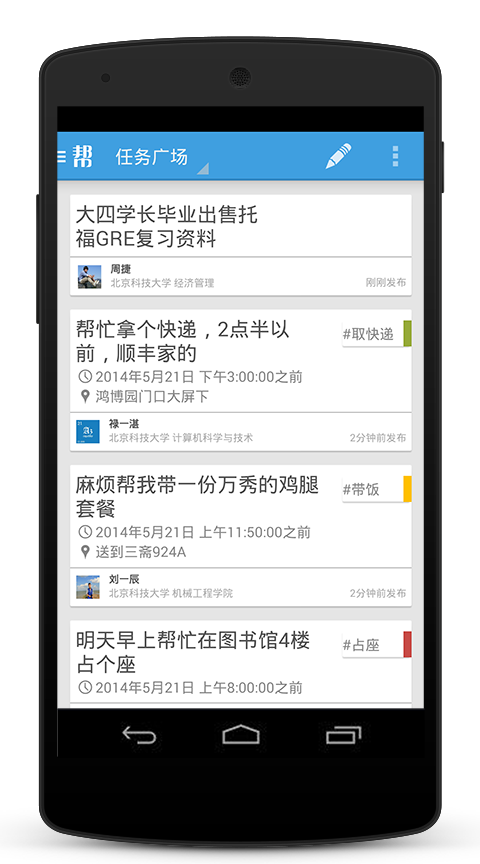 帮 任务广场
大四学长毕业出售托
福GRE复习资料
周捷
北京科技大学 经济管理
刚刚发布
帮忙拿个快递，2点半以
前，顺丰家的
#取快递
2014年5月21日 下午3:00:00之前
鸿博园门口大屏下
禄一湛
北京科技大学 计算机科学与技术
2分钟前发布
麻烦帮我带一份万秀的鸡腿
套餐
#带饭
2014年5月21日 上午11:50:00之前
送到三斋924A
刘一辰
北京科技大学 机械工程学院
2分钟前发布
明天早上帮忙在图书馆4楼
占个座
#占座
2014年5月21日 上午8:00:00之前